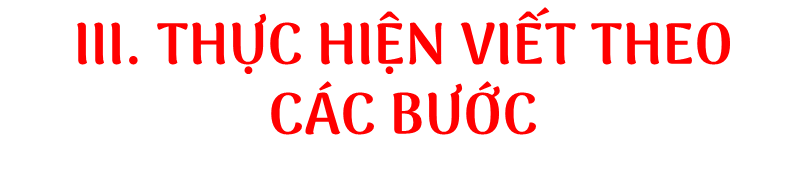 III. THỰC HIỆN VIẾT THEO
CÁC BƯỚC